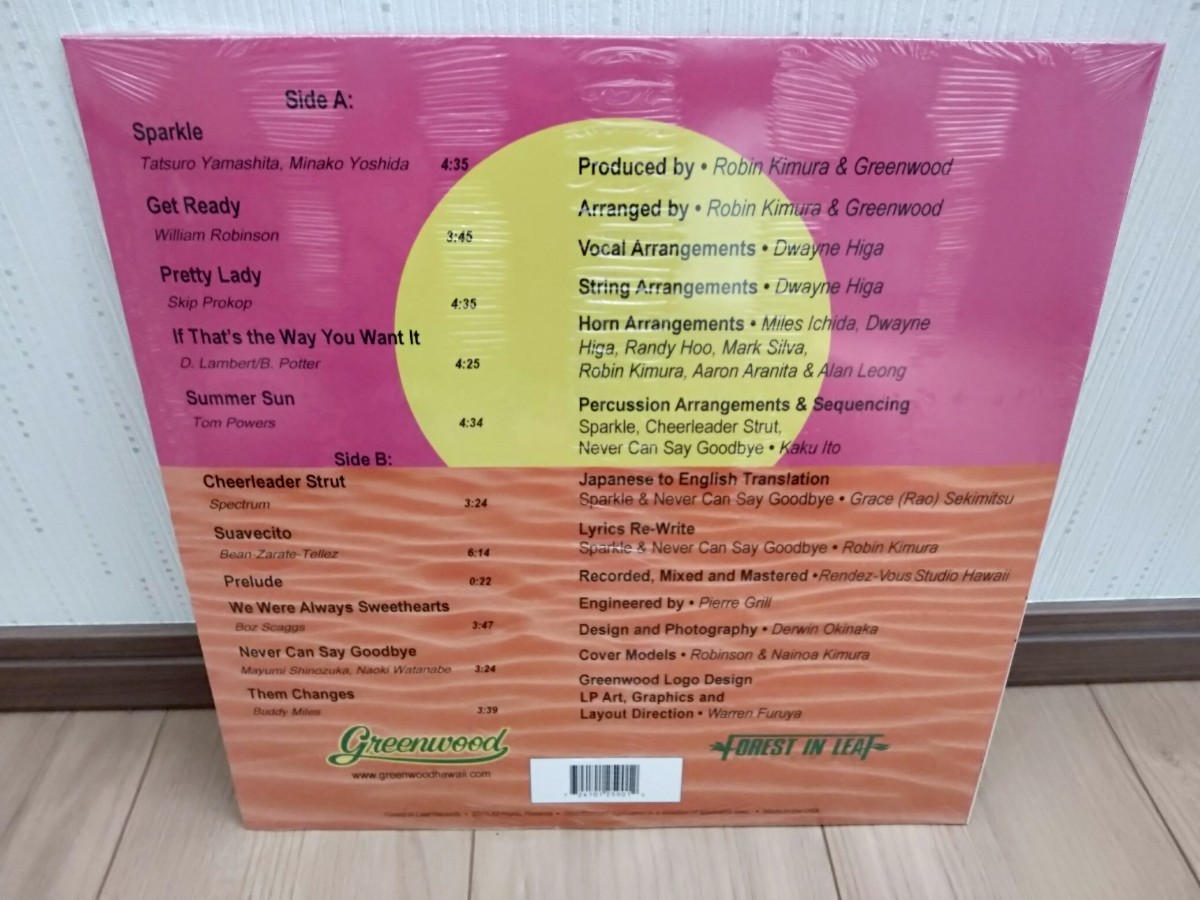 Side A:
Sparkle
Tatsuro Yamashita, Minako Yoshida 4:35
Get Ready
William Robinson 3:45
Pretty Lady
Skip Prokop 4:35
If That's the Way You Want It
D. Lambert/B. Potter 4:25
Summer Sun
Tom Powers 4:34
Side B:
Cheerleader Strut
Spectrum 3:24
Suavecito
Bean-Zarate-Tellez 6:14
Prelude 0:22
We Were Always Sweethearts
Boz Scaggs 3:47
Never Can Say Goodbye
Mayumi Shinozuka, Naoki Watanabe 3:24
Them Changes
Buddy Miles 3:39
Greenwood
www.greenwoodhawaii.com
Produced by • Robin Kimura & Greenwood
Arranged by • Robin Kimura & Greenwood
Vocal Arrangements • Dwayne Higa
String Arrangements • Dwayne Higa
Horn Arrangements • Miles Ichida, Dwayne
Higa, Randy Hoo, Mark Silva,
Robin Kimura, Aaron Aranita & Alan Leong
Percussion Arrangements & Sequencing
Sparkle, Cheerleader Strut,
Never Can Say Goodbye • Kaku Ito
Japanese to English Translation
Sparkle & Never Can Say Goodbye • Grace (Rao) Sekimitsu
Lyrics Re-Write
Sparkle & Never Can Say Goodbye • Robin Kimura
Recorded, Mixed and Mastered •Rendez-Vous Studio Hawaii
Engineered by • Pierre Grill
Design and Photography • Derwin Okinaka
Cover Models • Robinson & Nainoa Kimura
Greenwood Logo Design
LP Art, Graphics and
Layout Direction • Warren Furuya
FOREST IN LEAF